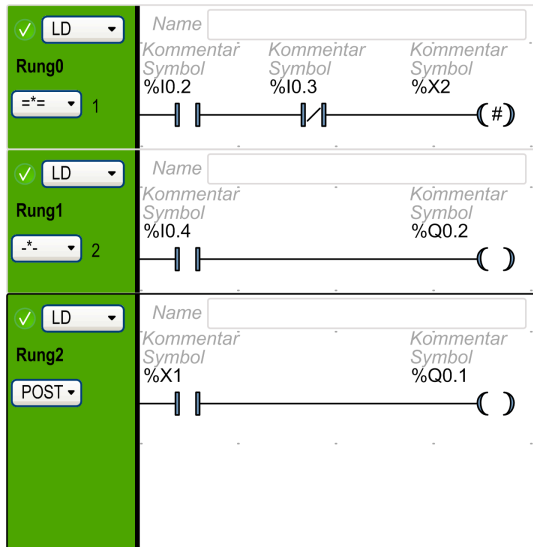 LD
Name
Kommentar Kommentar Kommentar
Rung0
Symbol Symbol Symbol
%I0.2 %I0.3 %X2
=*= 1
(#)
LD
Name
Kommentar Kommentar
Rung1
Symbol Symbol
%I0.4 %Q0.2
-*- 2
LD
Name
Kommentar Kommentar
Rung2
Symbol Symbol
%X1 %Q0.1
POST